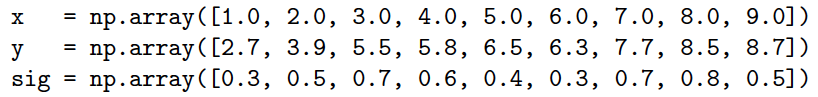 x   = np.array([1.0, 2.0, 3.0, 4.0, 5.0, 6.0, 7.0, 8.0, 9.0])
y   = np.array([2.7, 3.9, 5.5, 5.8, 6.5, 6.3, 7.7, 8.5, 8.7])
sig = np.array([0.3, 0.5, 0.7, 0.6, 0.4, 0.3, 0.7, 0.8, 0.5])